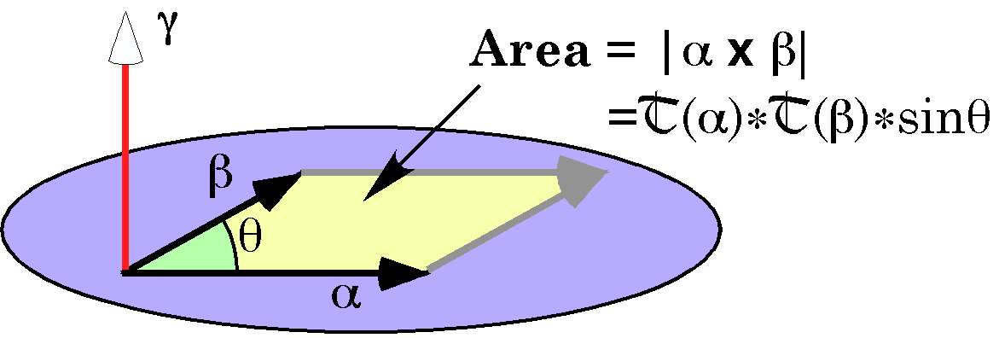 γ
Area = |α x β|
=𝔗(α)*𝔗(β)*sinθ
β
θ
α